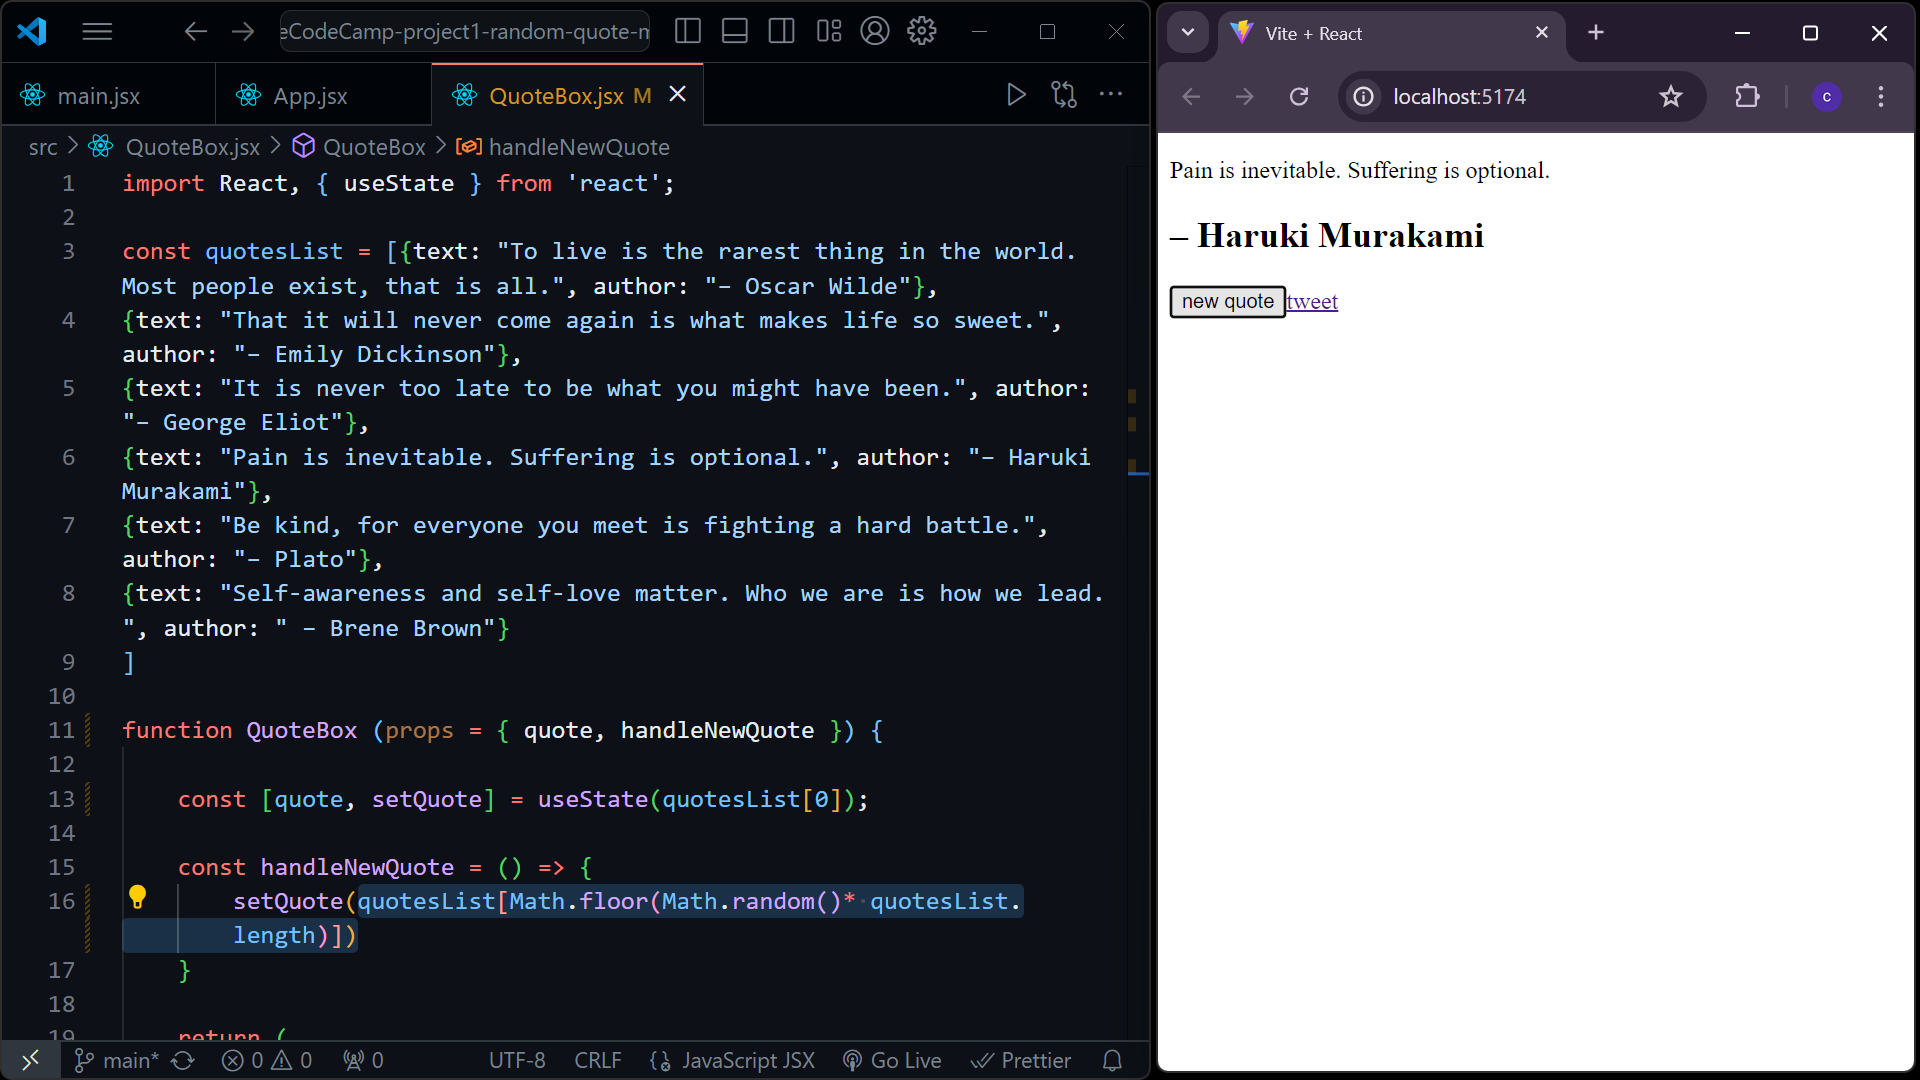 eCodeCamp-project1-random-quote-m
main.jsx
App.jsx
QuoteBox.jsx M
src > QuoteBox.jsx > QuoteBox > handleNewQuote
1 import React, { useState } from 'react';
2
3 const quotesList = [{text: "To live is the rarest thing in the world.
Most people exist, that is all.", author: "– Oscar Wilde"},
4 {text: "That it will never come again is what makes life so sweet.",
author: "– Emily Dickinson"},
5 {text: "It is never too late to be what you might have been.", author:
"– George Eliot"},
6 {text: "Pain is inevitable. Suffering is optional.", author: "– Haruki
Murakami"},
7 {text: "Be kind, for everyone you meet is fighting a hard battle.",
author: "– Plato"},
8 {text: "Self-awareness and self-love matter. Who we are is how we lead.
", author: " – Brene Brown"}
9 ]
10
11 function QuoteBox (props = { quote, handleNewQuote }) {
12
13 const [quote, setQuote] = useState(quotesList[0]);
14
15 const handleNewQuote = () => {
16 setQuote(quotesList[Math.floor(Math.random()* quotesList.
length)])
17 }
18
19 return (
main* 0 0 0 UTF-8 CRLF {} JavaScript JSX Go Live Prettier
Vite + React
localhost:5174
c
Pain is inevitable. Suffering is optional.
– Haruki Murakami
new quote tweet